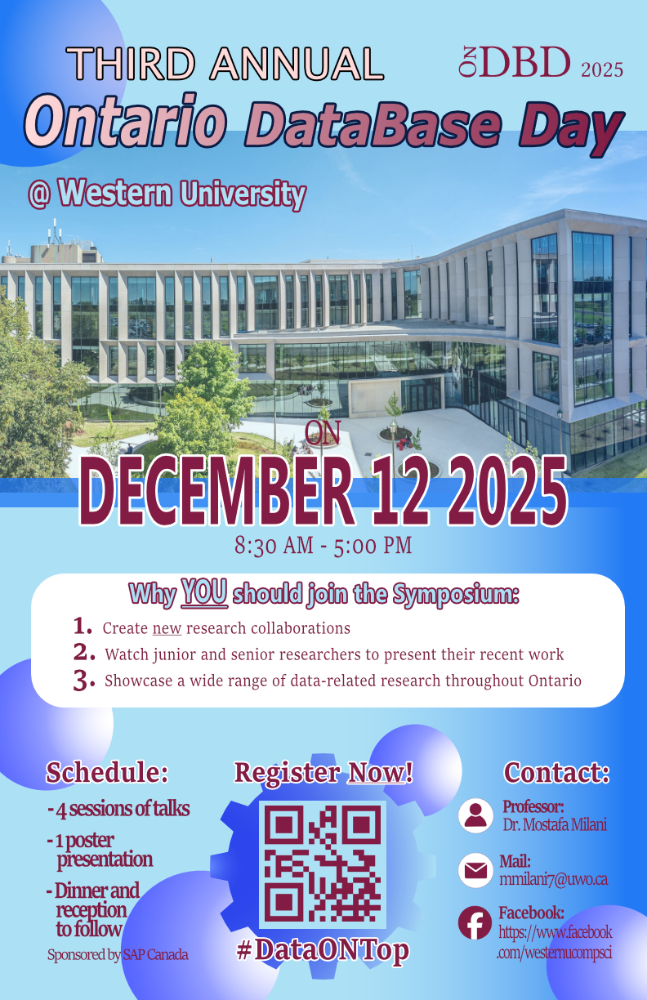 THIRD ANNUAL
ON DBD 2025
Ontario DataBase Day
@ Western University
ON
DECEMBER 12 2025
8:30 AM - 5:00 PM
Why YOU should join the Symposium:
1. Create new research collaborations
2. Watch junior and senior researchers to present their recent work
3. Showcase a wide range of data-related research throughout Ontario
Schedule:
- 4 sessions of talks
- 1 poster
presentation
- Dinner and
reception
to follow
Sponsored by SAP Canada
Register Now!
#DataONTop
Contact:
Professor:
Dr. Mostafa Milani
Mail:
mmilani7@uwo.ca
Facebook:
https://www.facebook
.com/westernucompsci